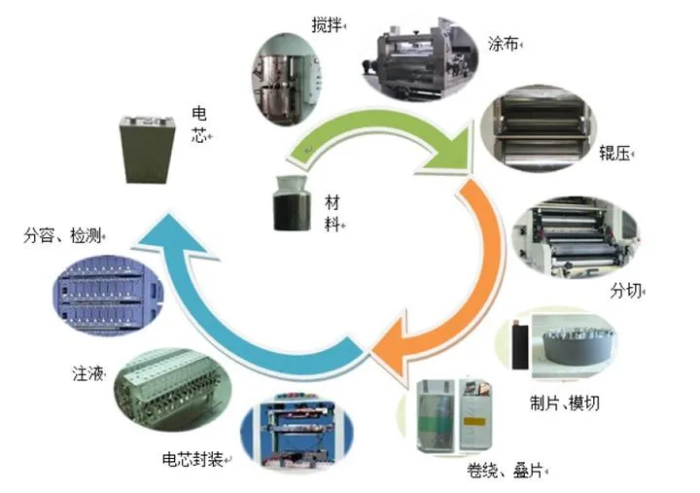 搅拌
涂布
电
芯
辊压
材
料
分切
分容、检测
注液
制片、模切
电芯封装
卷绕、叠片